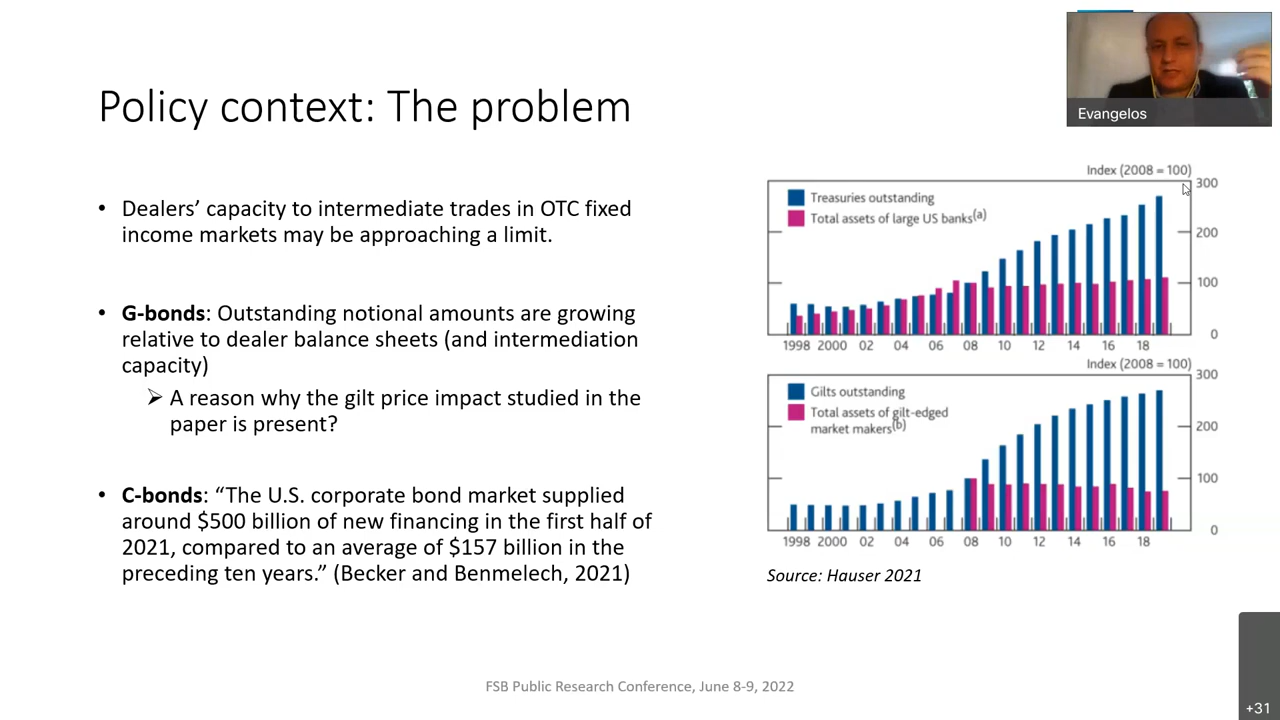 Policy context: The problem
Evangelos
• Dealers’ capacity to intermediate trades in OTC fixed
income markets may be approaching a limit.
• G-bonds: Outstanding notional amounts are growing
relative to dealer balance sheets (and intermediation
capacity)
➢ A reason why the gilt price impact studied in the
paper is present?
• C-bonds: “The U.S. corporate bond market supplied
around $500 billion of new financing in the first half of
2021, compared to an average of $157 billion in the
preceding ten years.” (Becker and Benmelech, 2021)
Index (2008 = 100)
Treasuries outstanding
Total assets of large US banks(a)
300
200
100
0
1998 2000 02 04 06 08 10 12 14 16 18
Index (2008 = 100)
Gilts outstanding
Total assets of gilt-edged
market makers(b)
300
200
100
0
1998 2000 02 04 06 08 10 12 14 16 18
Source: Hauser 2021
FSB Public Research Conference, June 8-9, 2022
+31